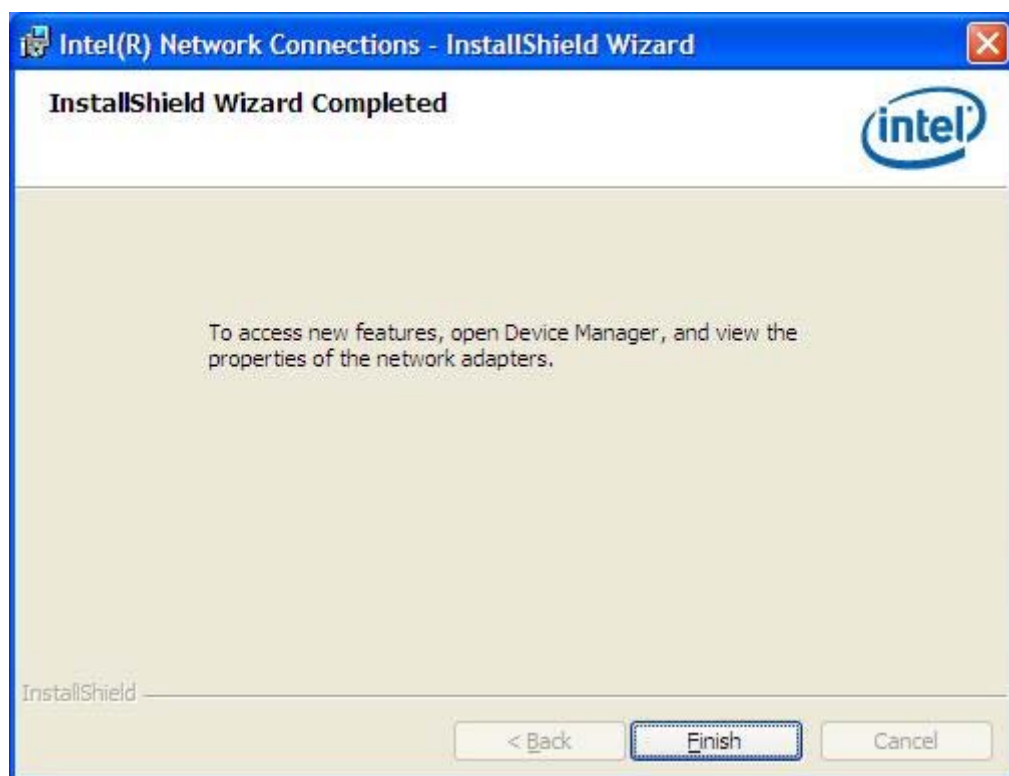 Intel(R) Network Connections - InstallShield Wizard
InstallShield Wizard Completed
intel
To access new features, open Device Manager, and view the
properties of the network adapters.
InstallShield
< Back
Finish
Cancel